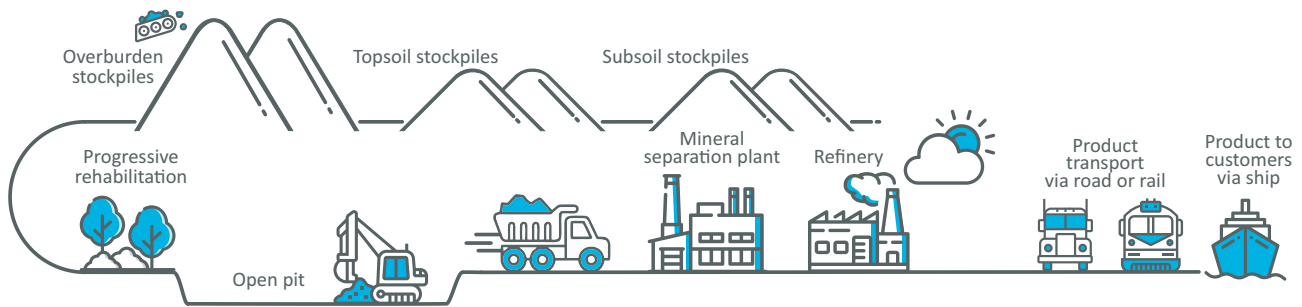 Overburden
stockpiles
Topsoil stockpiles
Subsoil stockpiles
Progressive
rehabilitation
Open pit
Mineral
separation plant
Refinery
Product
transport
via road or rail
Product to
customers
via ship